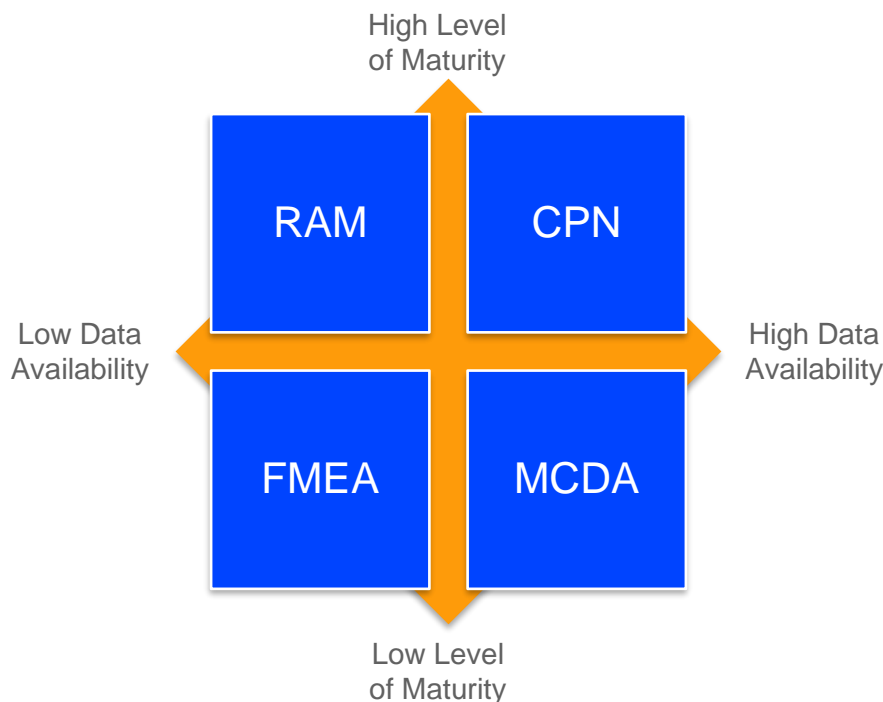 High Level
of Maturity
RAM
CPN
Low Data
Availability
High Data
Availability
FMEA
MCDA
Low Level
of Maturity